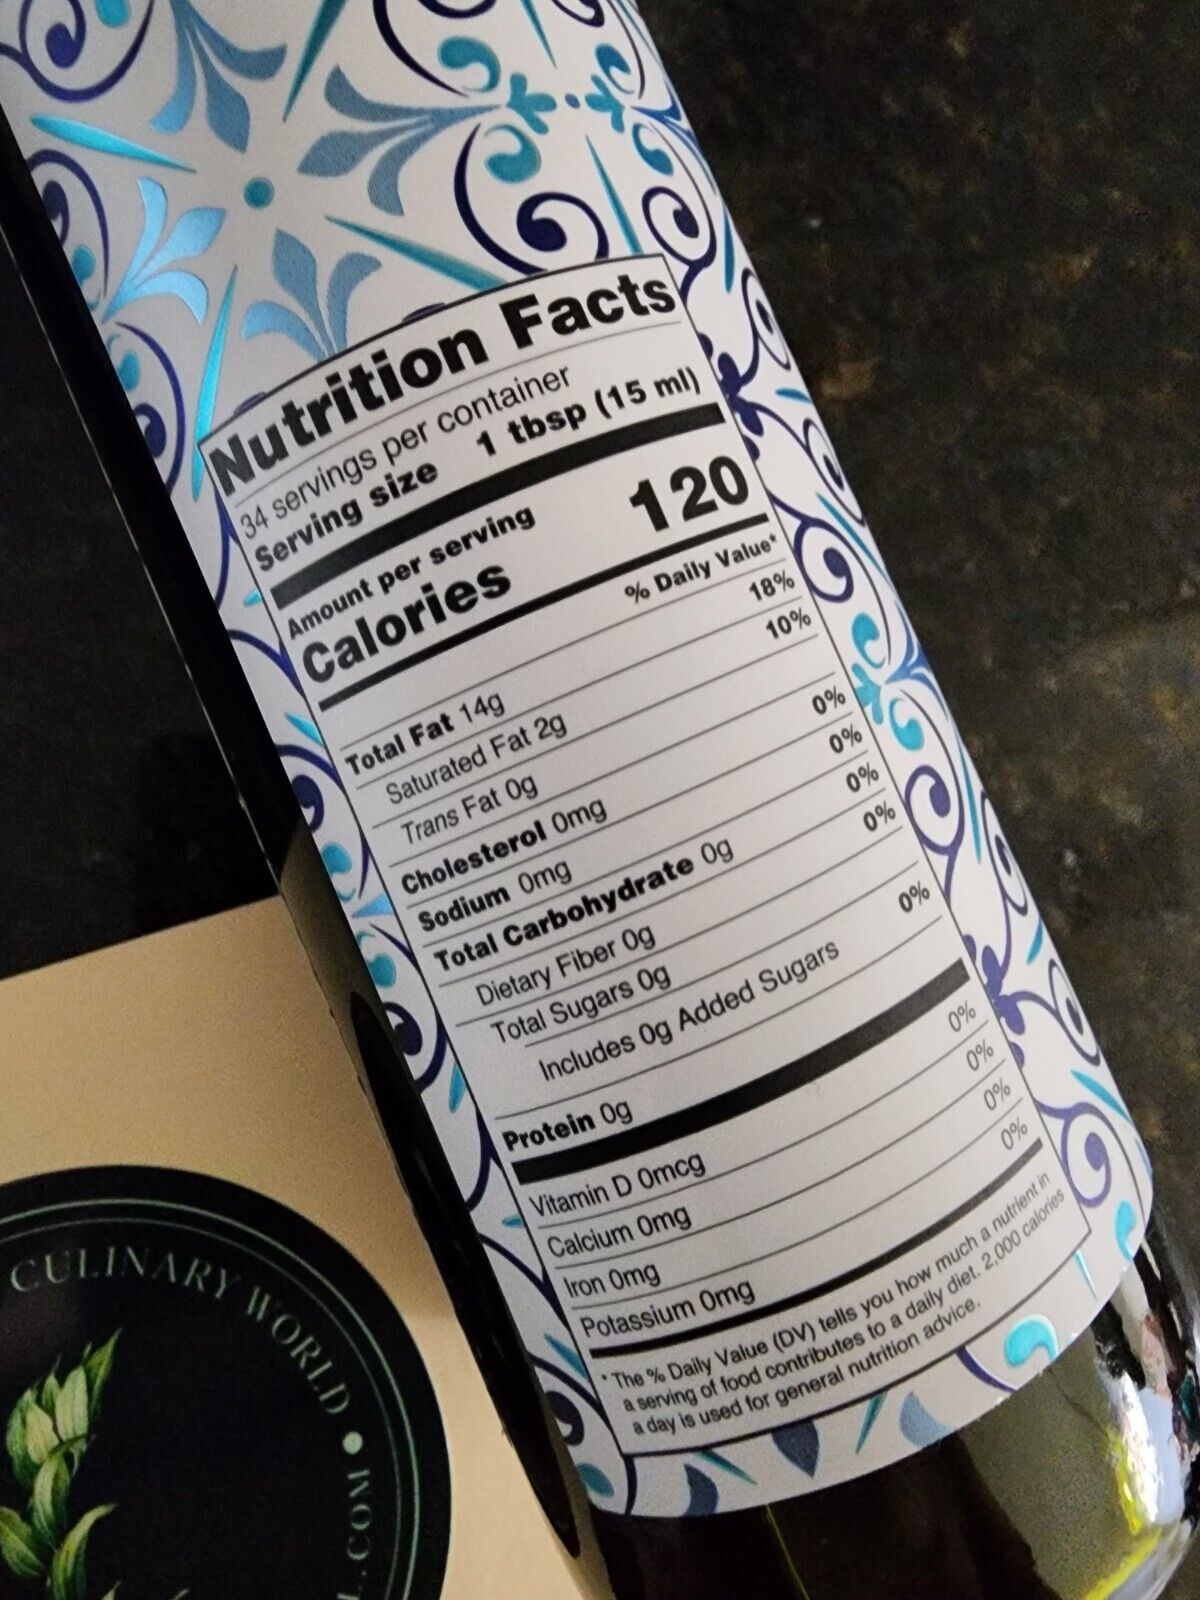 Nutrition Facts
34 servings per container
Serving size 1 tbsp (15 ml)
Amount per serving
Calories 120
% Daily Value*
Total Fat 14g 18%
Saturated Fat 2g 10%
Trans Fat 0g
Cholesterol 0mg 0%
Sodium 0mg 0%
Total Carbohydrate 0g 0%
Dietary Fiber 0g 0%
Total Sugars 0g
Includes 0g Added Sugars 0%
Protein 0g
Vitamin D 0mcg 0%
Calcium 0mg 0%
Iron 0mg 0%
Potassium 0mg 0%
* The % Daily Value (DV) tells you how much a nutrient in
a serving of food contributes to a daily diet. 2,000 calories
a day is used for general nutrition advice.
CULINARY WORLD